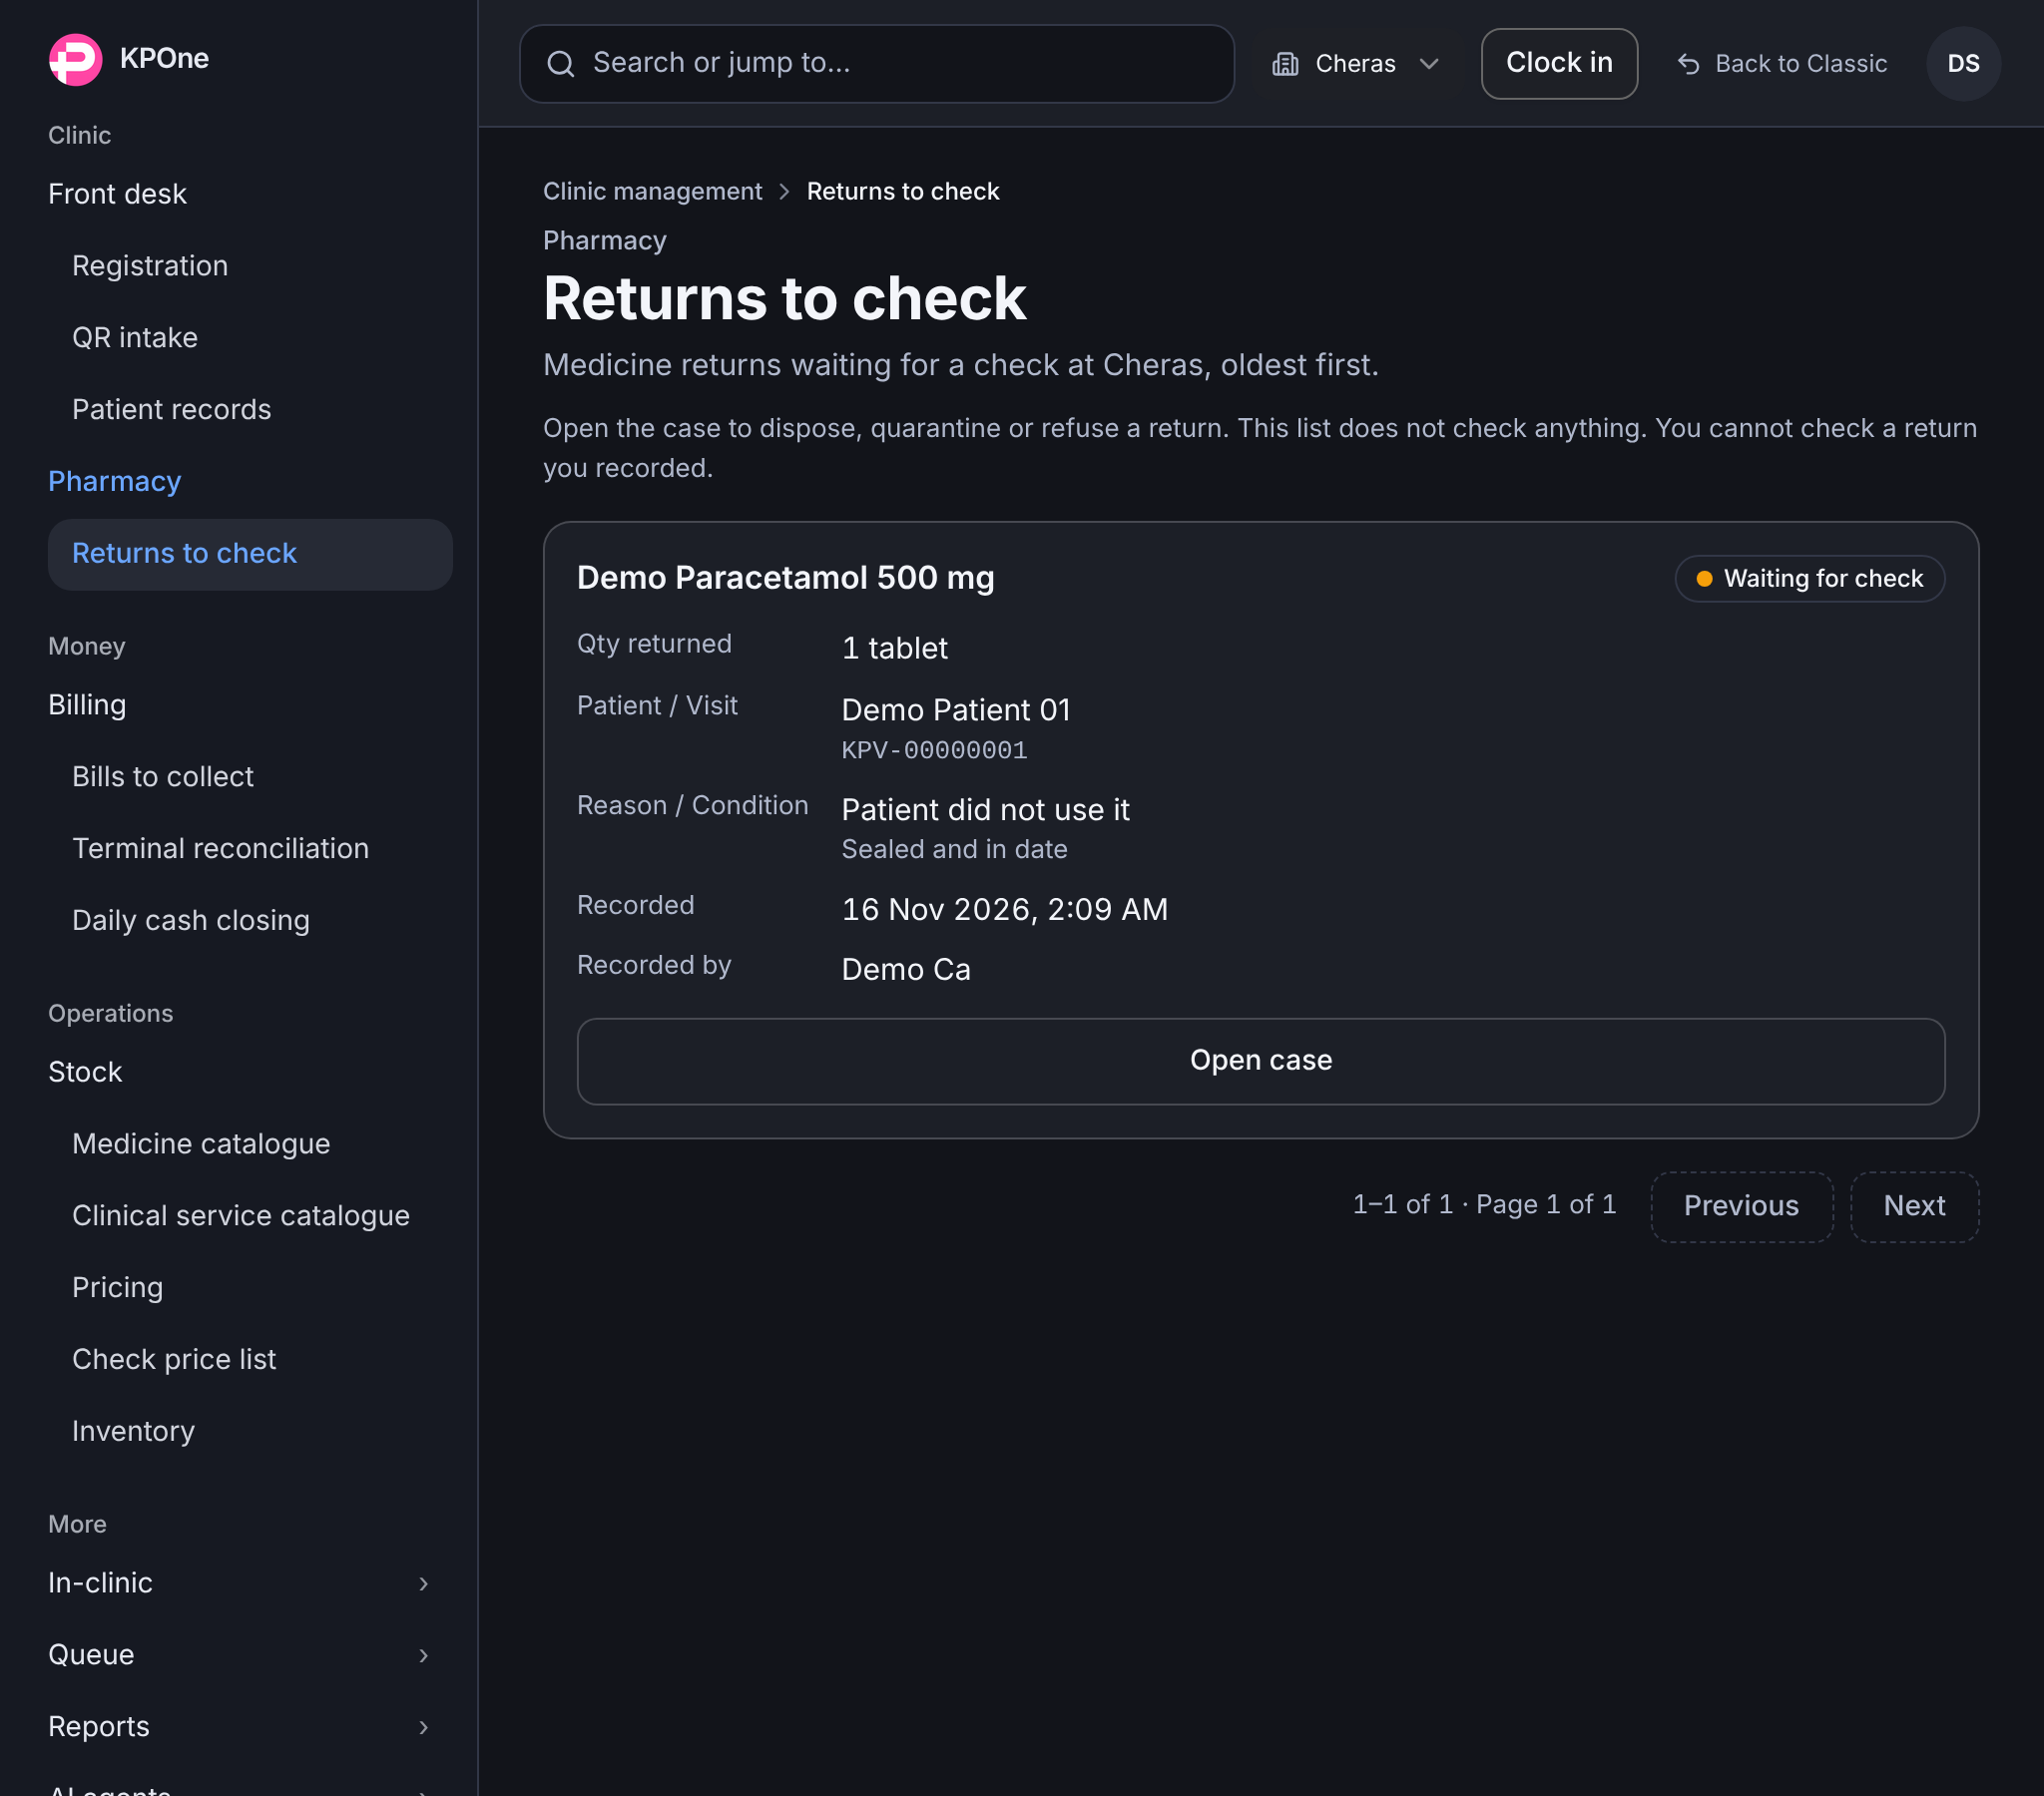 KPOne
Clinic
Front desk
Registration
QR intake
Patient records
Pharmacy
Returns to check
Money
Billing
Bills to collect
Terminal reconciliation
Daily cash closing
Operations
Stock
Medicine catalogue
Clinical service catalogue
Pricing
Check price list
Inventory
More
In-clinic
Queue
Reports
AI agents
Search or jump to...
Cheras
Clock in
Back to Classic
DS
Clinic management > Returns to check
Pharmacy
Returns to check
Medicine returns waiting for a check at Cheras, oldest first.
Open the case to dispose, quarantine or refuse a return. This list does not check anything. You cannot check a return
you recorded.
Demo Paracetamol 500 mg
Waiting for check
Qty returned 1 tablet
Patient / Visit Demo Patient 01
KPV-00000001
Reason / Condition Patient did not use it
Sealed and in date
Recorded 16 Nov 2026, 2:09 AM
Recorded by Demo Ca
Open case
1–1 of 1 · Page 1 of 1 Previous Next